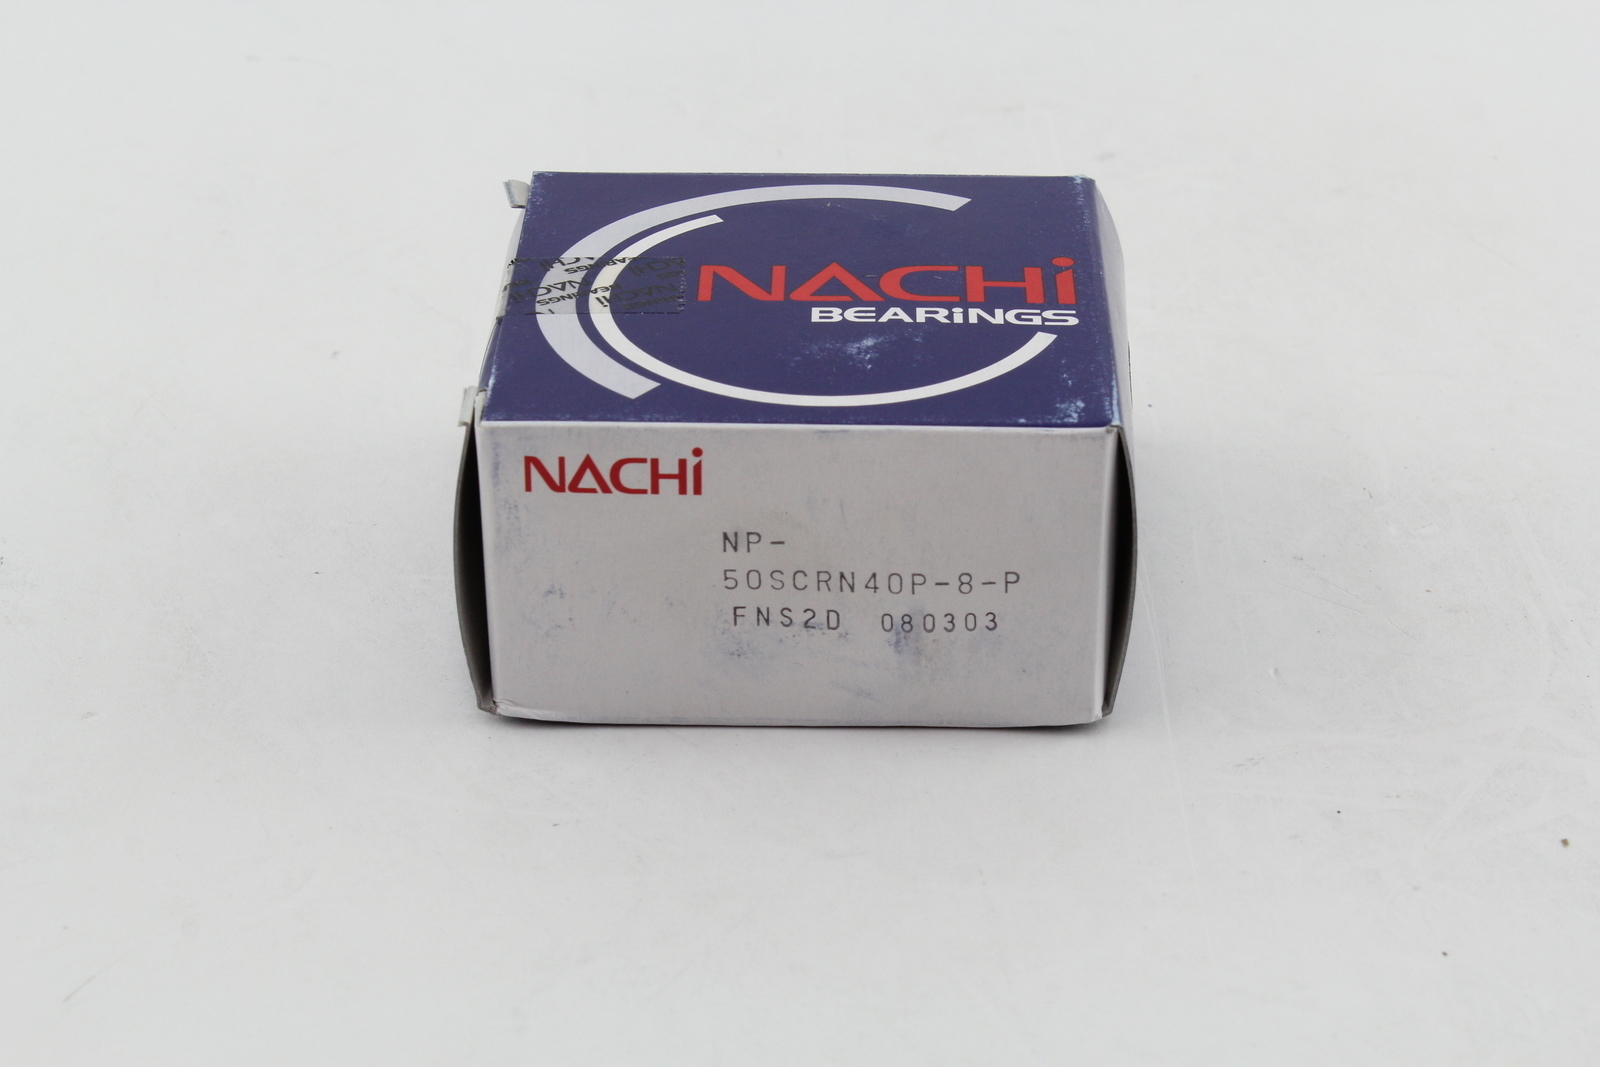 NACHi
BEARiNGS
NACHi
NP-
50SCRN40P-8-P
FNS2D 080303